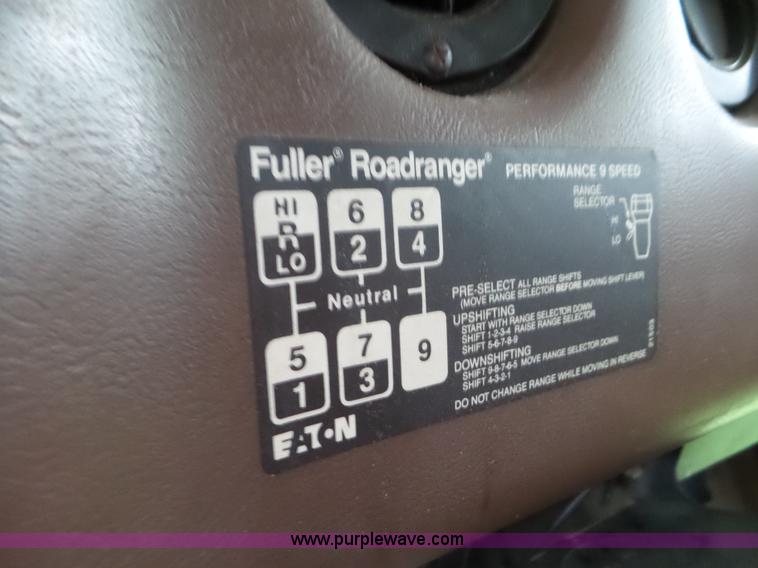 Fuller® Roadranger® PERFORMANCE 9 SPEED
RANGE
SELECTOR
HI
LO
HI
R
LO
6
2
8
4
Neutral
5
1
7
3
9
PRE-SELECT ALL RANGE SHIFTS
(MOVE RANGE SELECTOR BEFORE MOVING SHIFT LEVER)
UPSHIFTING
START WITH RANGE SELECTOR DOWN
SHIFT 1-2-3-4 RAISE RANGE SELECTOR
SHIFT 5-6-7-8-9
DOWNSHIFTING
SHIFT 9-8-7-6-5 MOVE RANGE SELECTOR DOWN
SHIFT 4-3-2-1
DO NOT CHANGE RANGE WHILE MOVING IN REVERSE
EATON
www.purplewave.com